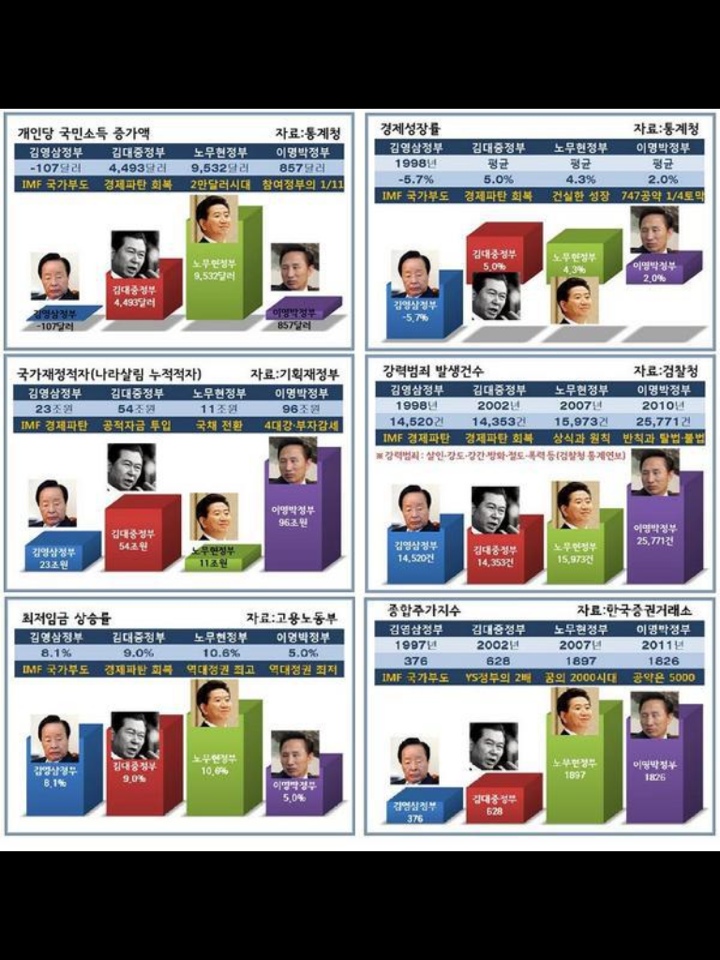 개인당 국민소득 증가액 자료:통계청
김영삼정부 김대중정부 노무현정부 이명박정부
-107달러 4,493달러 9,532달러 857달러
IMF 국가부도 경제파탄 회복 2만달러시대 참여정부의 1/11
노무현정부
9,532달러
김대중정부
4,493달러
김영삼정부
-107달러
이명박정부
857달러
경제성장률 자료:통계청
김영삼정부 김대중정부 노무현정부 이명박정부
1998년 평균 평균 평균
-5.7% 5.0% 4.3% 2.0%
IMF 국가부도 경제파탄 회복 건실한 성장 747공약 1/4토막
김대중정부
5.0%
노무현정부
4.3%
이명박정부
2.0%
김영삼정부
-5.7%
국가재정적자(나라살림 누적적자) 자료:기획재정부
김영삼정부 김대중정부 노무현정부 이명박정부
23조원 54조원 11조원 96조원
IMF 경제파탄 공적자금 투입 국채 전환 4대강·부자감세
이명박정부
96조원
김대중정부
54조원
김영삼정부
23조원
노무현정부
11조원
강력범죄 발생건수 자료:검찰청
김영삼정부 김대중정부 노무현정부 이명박정부
1998년 2002년 2007년 2010년
14,520건 14,353건 15,973건 25,771건
IMF 경제파탄 경제파탄 회복 상식과 원칙 반칙과 탈법·불법
※ 강력범죄 : 살인·강도·강간·방화·절도·폭력 등(검찰청 통계연보)
김영삼정부
14,520건
김대중정부
14,353건
노무현정부
15,973건
이명박정부
25,771건
최저임금 상승률 자료:고용노동부
김영삼정부 김대중정부 노무현정부 이명박정부
8.1% 9.0% 10.6% 5.0%
IMF 국가부도 경제파탄 회복 역대정권 최고 역대정권 최저
김영삼정부
8.1%
김대중정부
9.0%
노무현정부
10.6%
이명박정부
5.0%
종합주가지수 자료:한국증권거래소
김영삼정부 김대중정부 노무현정부 이명박정부
1997년 2002년 2007년 2011년
376 628 1897 1826
IMF 국가부도 YS정부의 2배 꿈의 2000시대 공약은 5000
김영삼정부
376
김대중정부
628
노무현정부
1897
이명박정부
1826